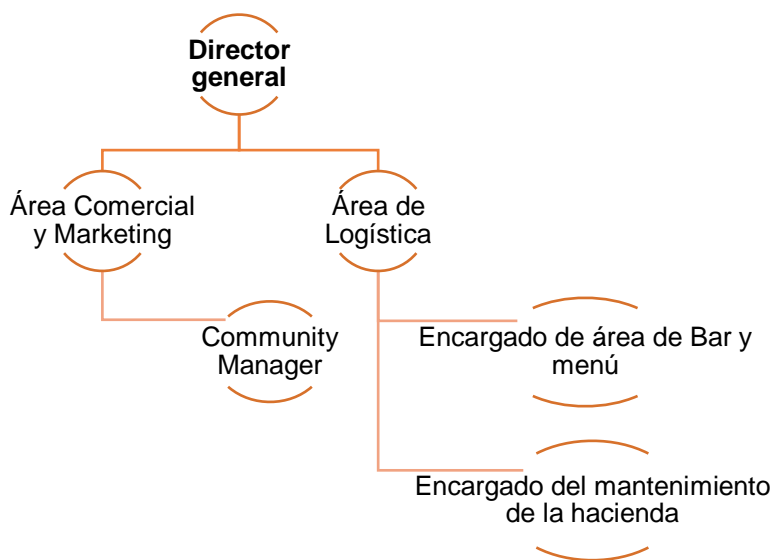 Director
general
Área Comercial
y Marketing
Área de
Logística
Community
Manager
Encargado de área de Bar y
menú
Encargado del mantenimiento
de la hacienda